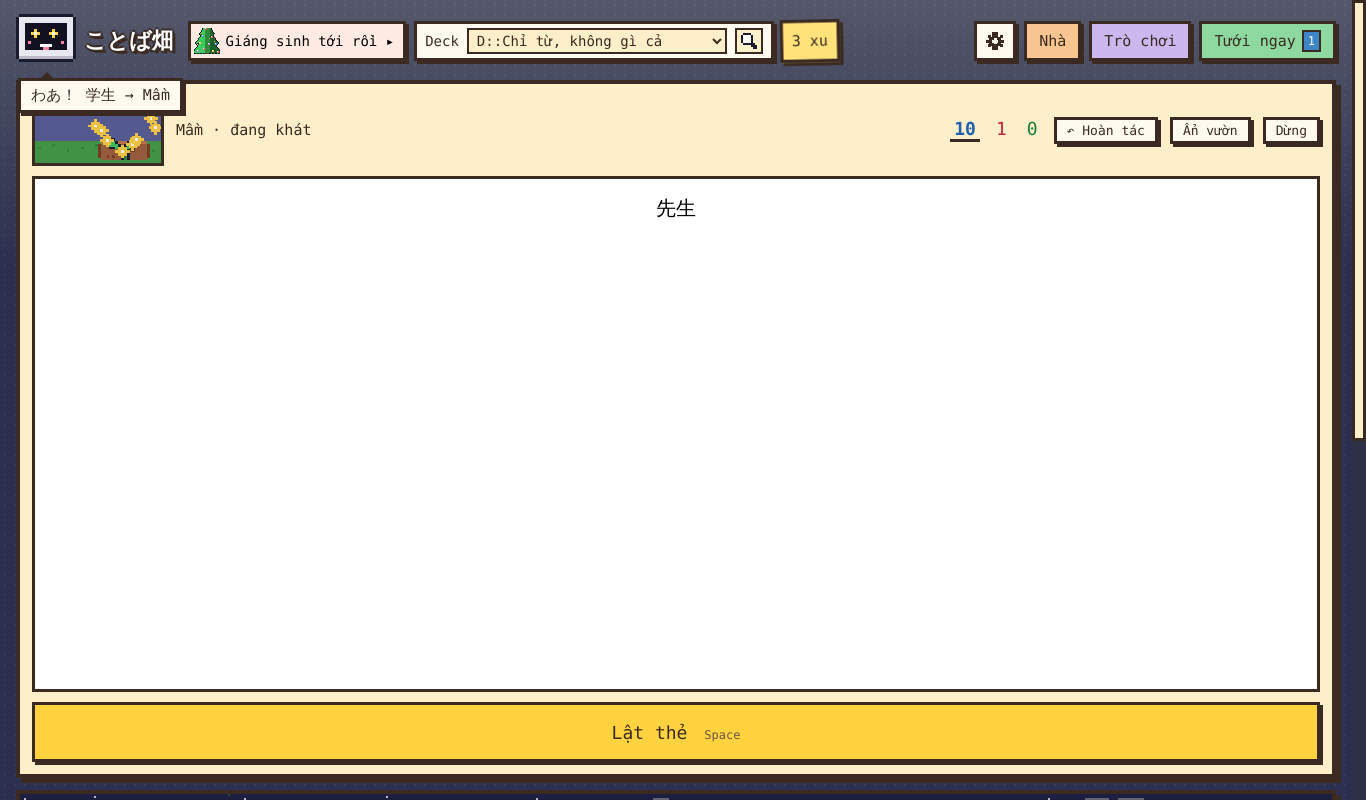 ことば畑
Giáng sinh tới rồi ▸
Deck
D::Chỉ từ, không gì cả
3 xu
Nhà
Trò chơi
Tưới ngay 1
わあ! 学生 → Mầm
Mầm · đang khát
10 1 0
↶ Hoàn tác
Ẩn vườn
Dừng
先生
Lật thẻ Space